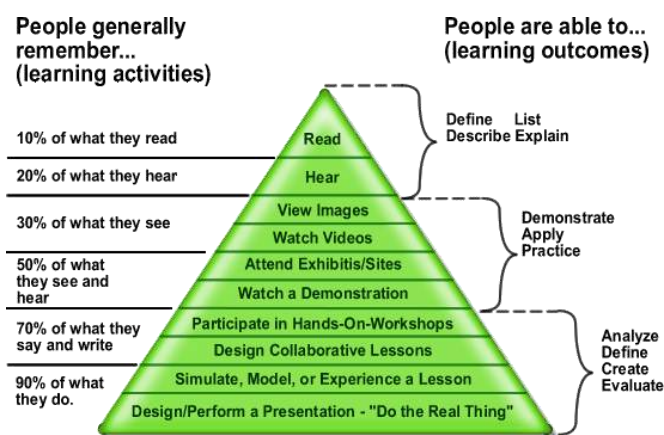 People generally
remember...
(learning activities)
People are able to...
(learning outcomes)
10% of what they read
20% of what they hear
30% of what they see
50% of what
they see and
hear
70% of what they
say and write
90% of what
they do.
Read
Hear
View Images
Watch Videos
Attend Exhibitis/Sites
Watch a Demonstration
Participate in Hands-On-Workshops
Design Collaborative Lessons
Simulate, Model, or Experience a Lesson
Design/Perform a Presentation - "Do the Real Thing"
Define List
Describe Explain
Demonstrate
Apply
Practice
Analyze
Define
Create
Evaluate